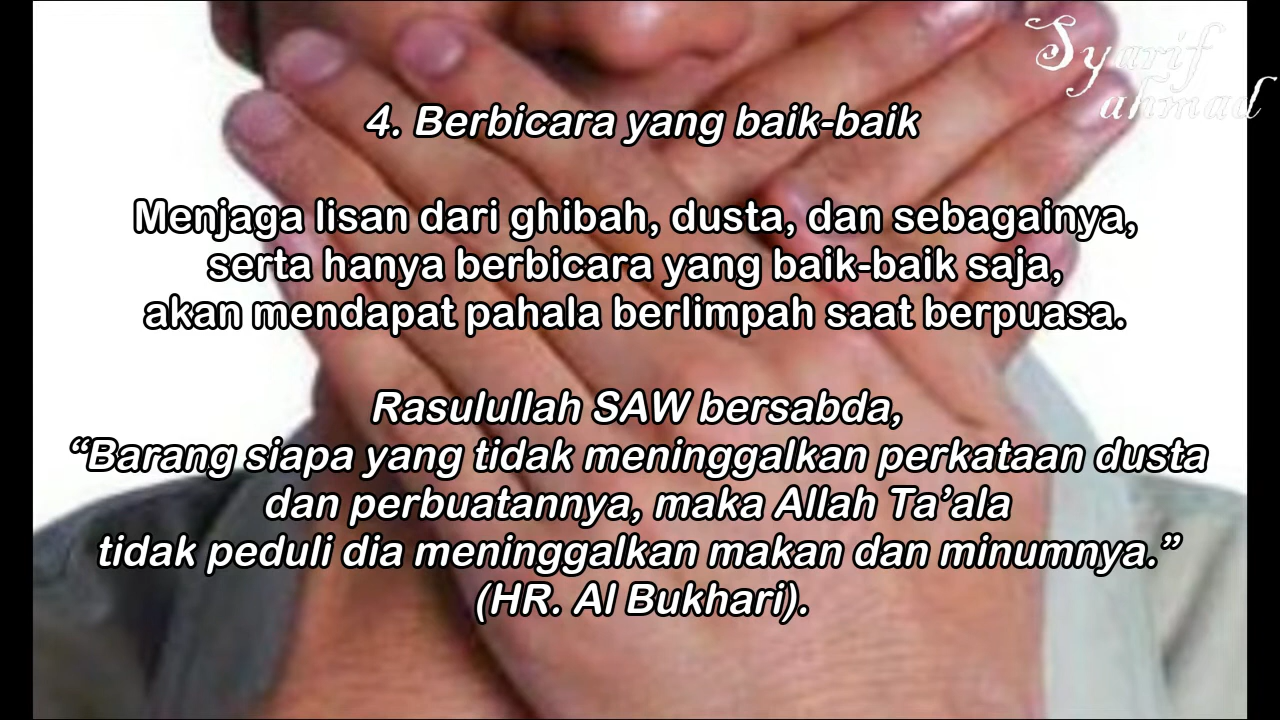 Syarif
ahmad
4. Berbicara yang baik-baik
Menjaga lisan dari ghibah, dusta, dan sebagainya,
serta hanya berbicara yang baik-baik saja,
akan mendapat pahala berlimpah saat berpuasa.
Rasulullah SAW bersabda,
“Barang siapa yang tidak meninggalkan perkataan dusta
dan perbuatannya, maka Allah Ta’ala
tidak peduli dia meninggalkan makan dan minumnya.”
(HR. Al Bukhari).